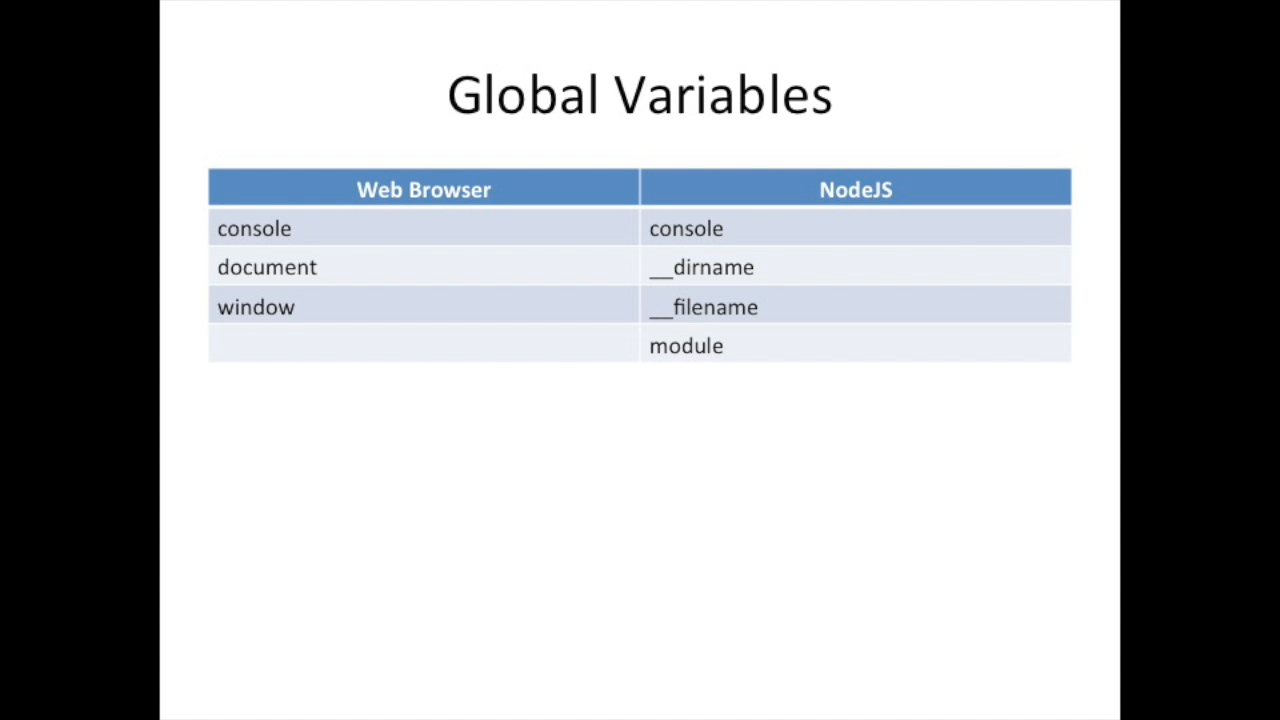 Global Variables
Web Browser NodeJS
console console
document __dirname
window __filename
module